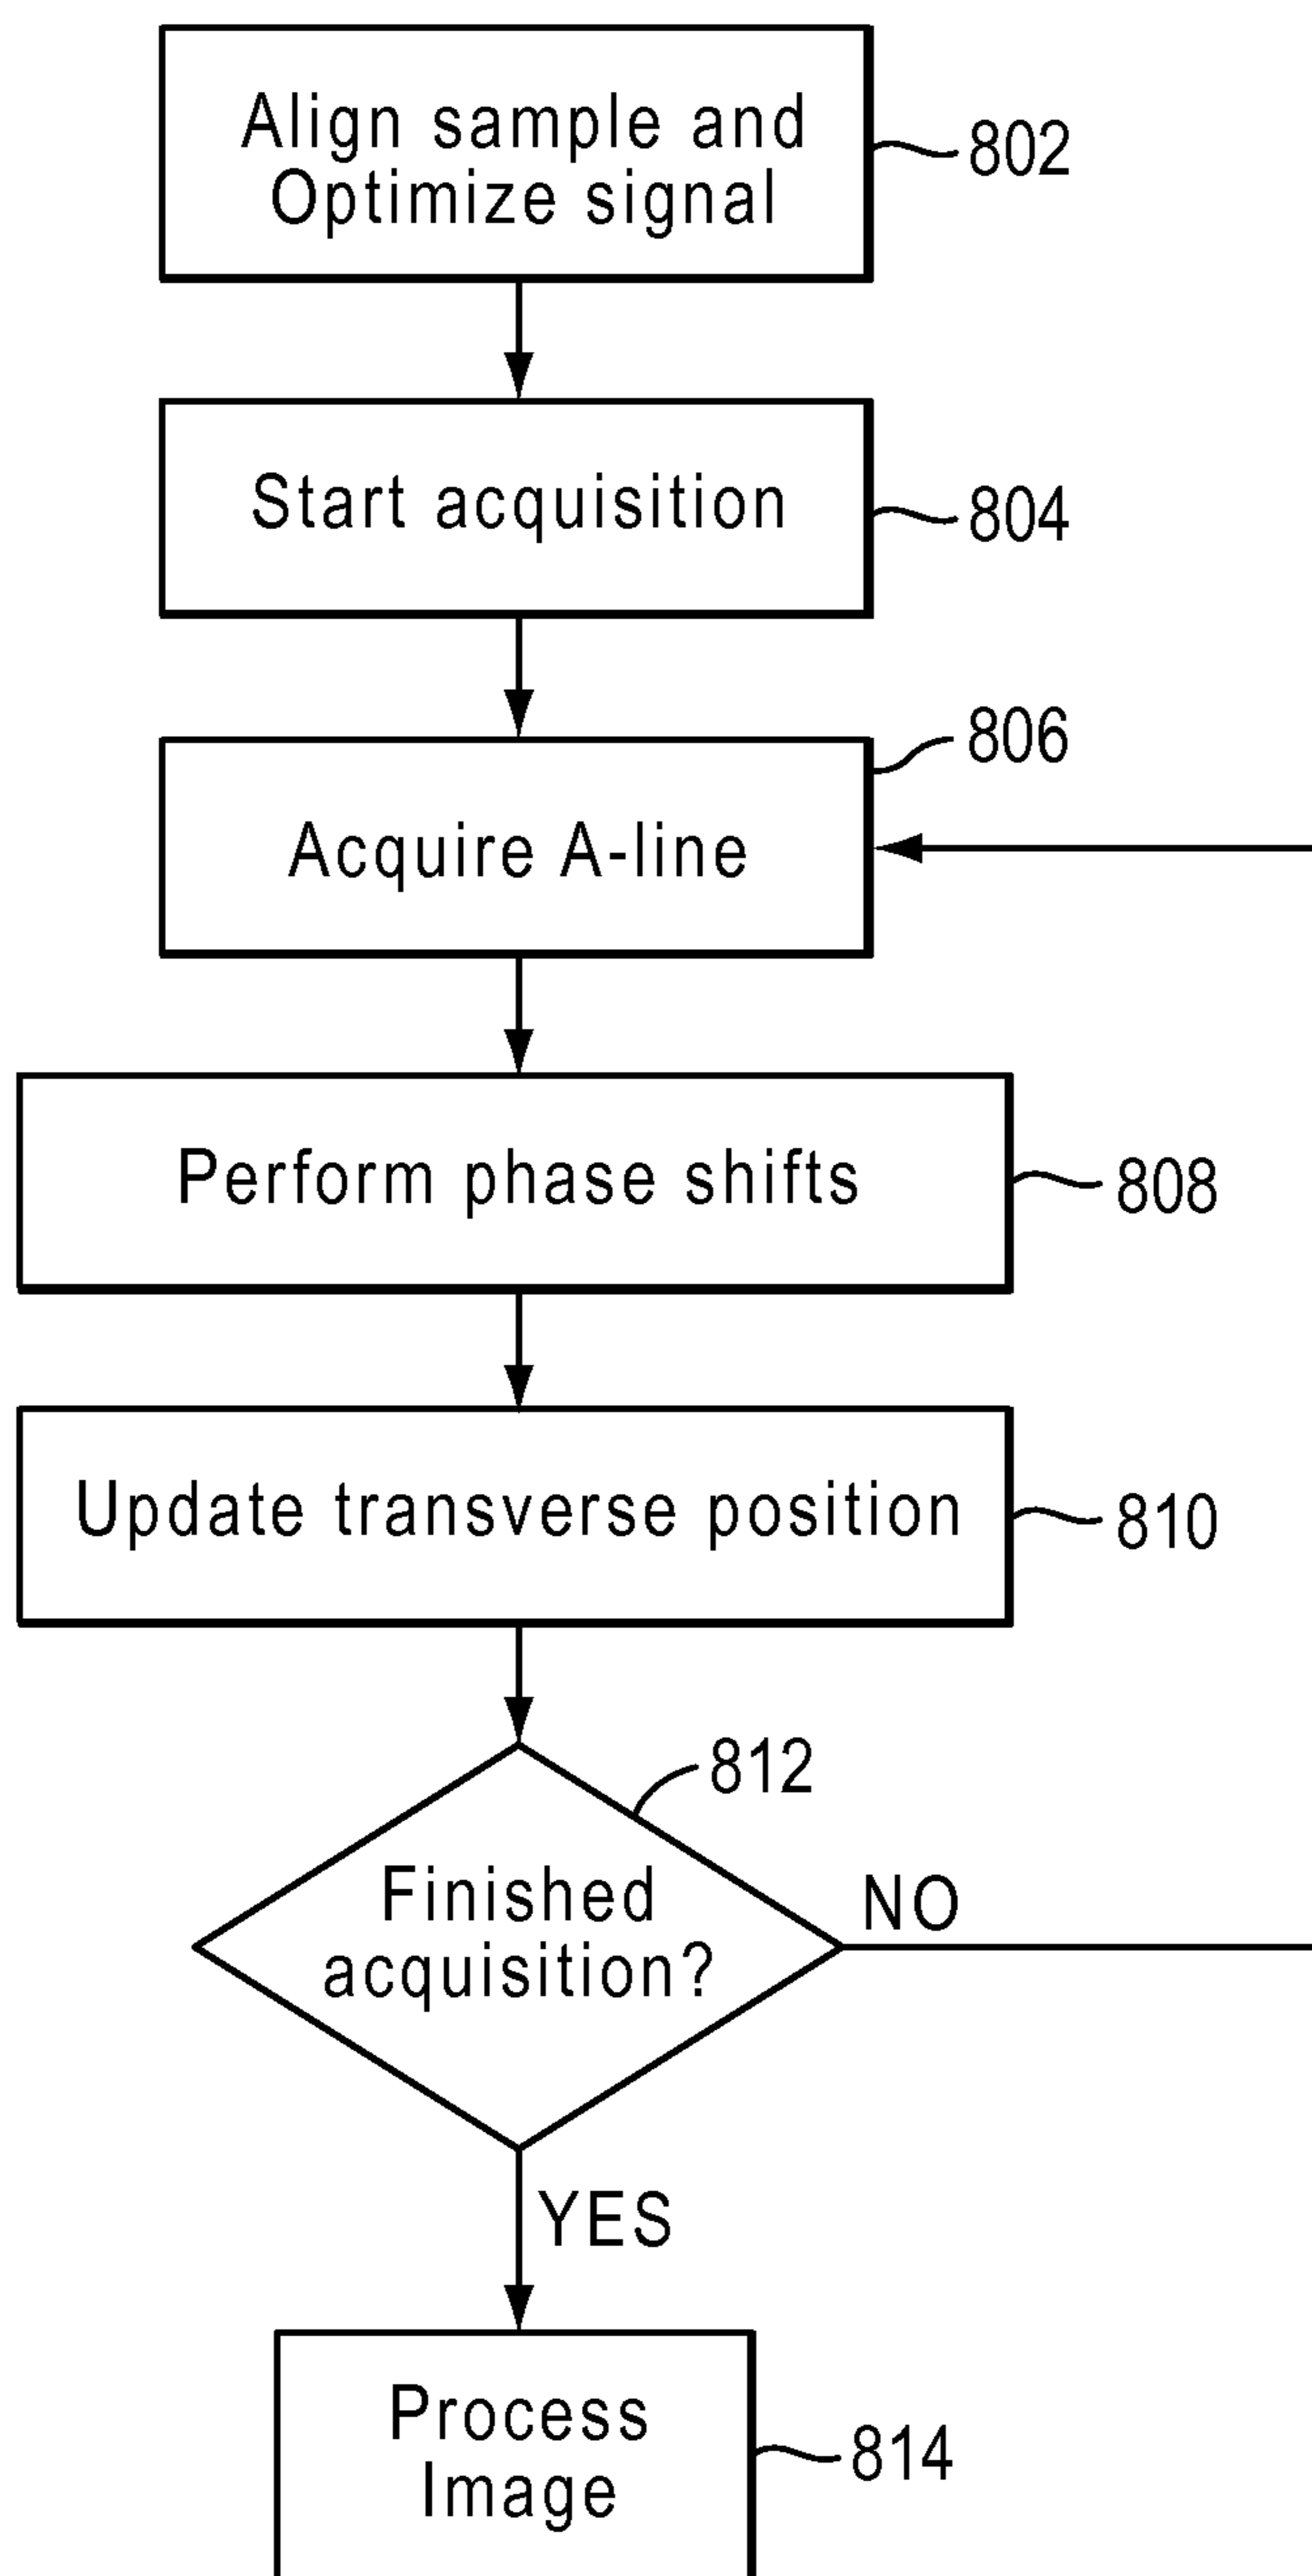 Align sample and
Optimize signal
802
Start acquisition
804
806
Acquire A-line
Perform phase shifts
808
Update transverse position
810
812
Finished
acquisition?
NO
YES
Process
Image
814